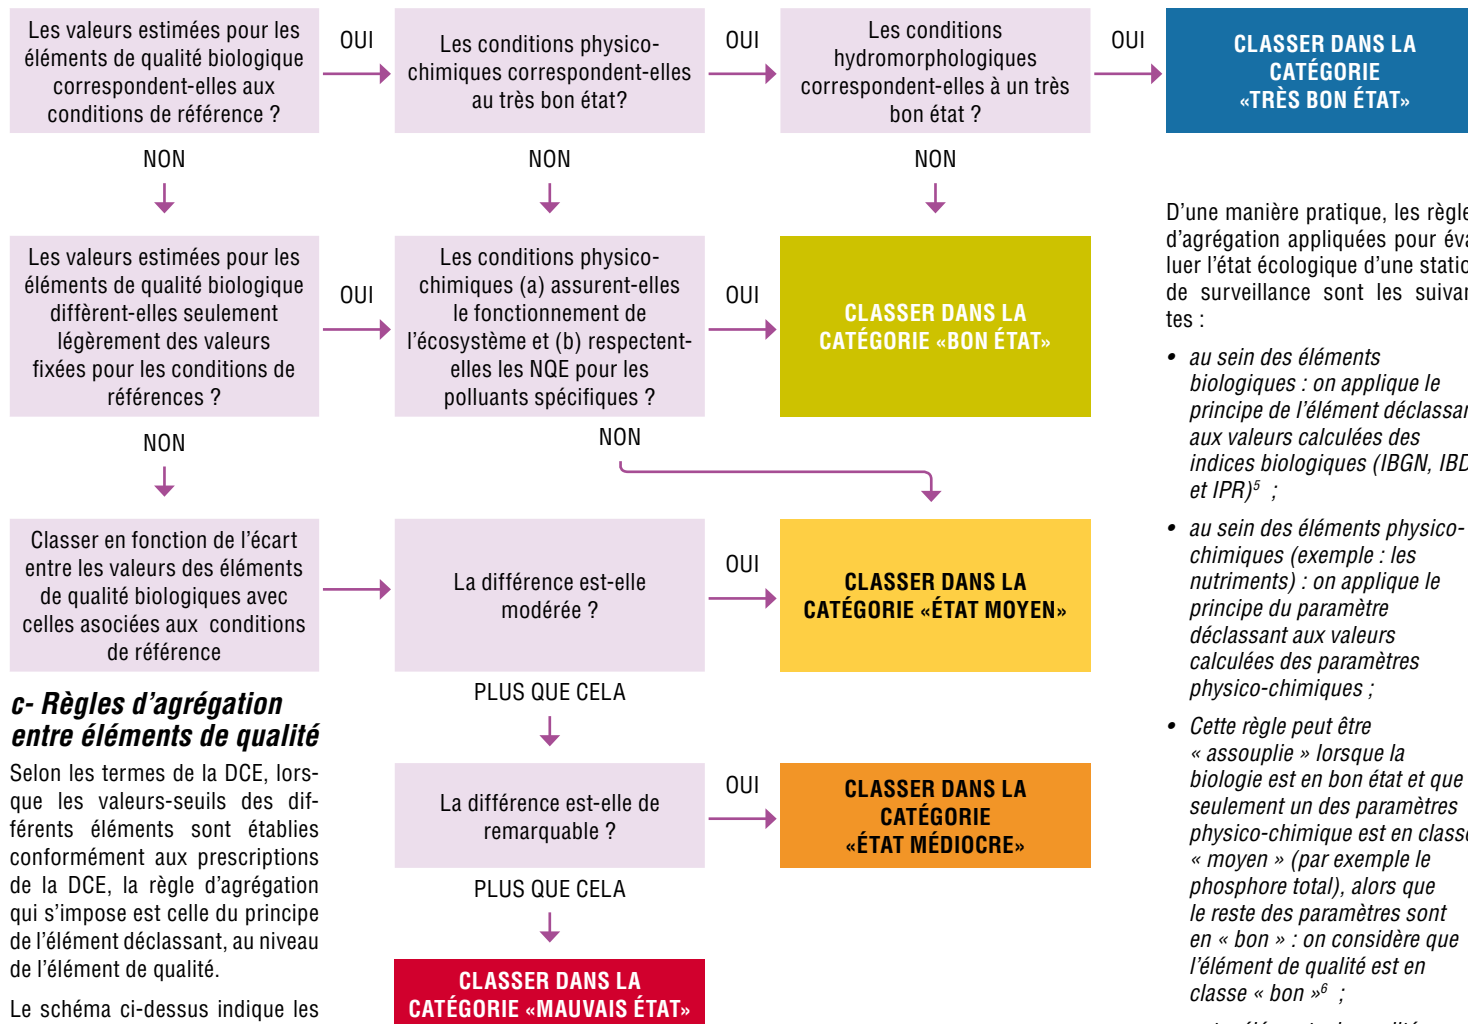 Les valeurs estimées pour les
éléments de qualité biologique
correspondent-elles aux
conditions de référence ?
OUI
Les conditions physico-
chimiques correspondent-elles
au très bon état?
OUI
Les conditions
hydromorphologiques
correspondent-elles à un très
bon état ?
OUI
CLASSER DANS LA
CATÉGORIE
«TRÈS BON ÉTAT»
NON
NON
NON
Les valeurs estimées pour les
éléments de qualité biologique
diffèrent-elles seulement
légèrement des valeurs
fixées pour les conditions de
références ?
OUI
Les conditions physico-
chimiques (a) assurent-elles
le fonctionnement de
l'écosystème et (b) respectent-
elles les NQE pour les
polluants spécifiques ?
OUI
CLASSER DANS LA
CATÉGORIE «BON ÉTAT»
NON
NON
Classer en fonction de l'écart
entre les valeurs des éléments
de qualité biologiques avec
celles asociées aux conditions
de référence
La différence est-elle
modérée ?
OUI
CLASSER DANS LA
CATÉGORIE «ÉTAT MOYEN»
PLUS QUE CELA
La différence est-elle de
remarquable ?
OUI
CLASSER DANS LA
CATÉGORIE
«ÉTAT MÉDIOCRE»
PLUS QUE CELA
CLASSER DANS LA
CATÉGORIE «MAUVAIS ÉTAT»
c- Règles d'agrégation
entre éléments de qualité
Selon les termes de la DCE, lors-
que les valeurs-seuils des dif-
férents éléments sont établies
conformément aux prescriptions
de la DCE, la règle d'agrégation
qui s'impose est celle du principe
de l'élément déclassant, au niveau
de l'élément de qualité.
Le schéma ci-dessus indique les
D'une manière pratique, les règle
d'agrégation appliquées pour éva
luer l'état écologique d'une statio
de surveillance sont les suivan
tes :
• au sein des éléments
biologiques : on applique le
principe de l'élément déclassan
aux valeurs calculées des
indices biologiques (IBGN, IBD
et IPR)5 ;
• au sein des éléments physico-
chimiques (exemple : les
nutriments) : on applique le
principe du paramètre
déclassant aux valeurs
calculées des paramètres
physico-chimiques ;
• Cette règle peut être
« assouplie » lorsque la
biologie est en bon état et que
seulement un des paramètres
physico-chimique est en classe
« moyen » (par exemple le
phosphore total), alors que
le reste des paramètres sont
en « bon » : on considère que
l'élément de qualité est en
classe « bon »6 ;